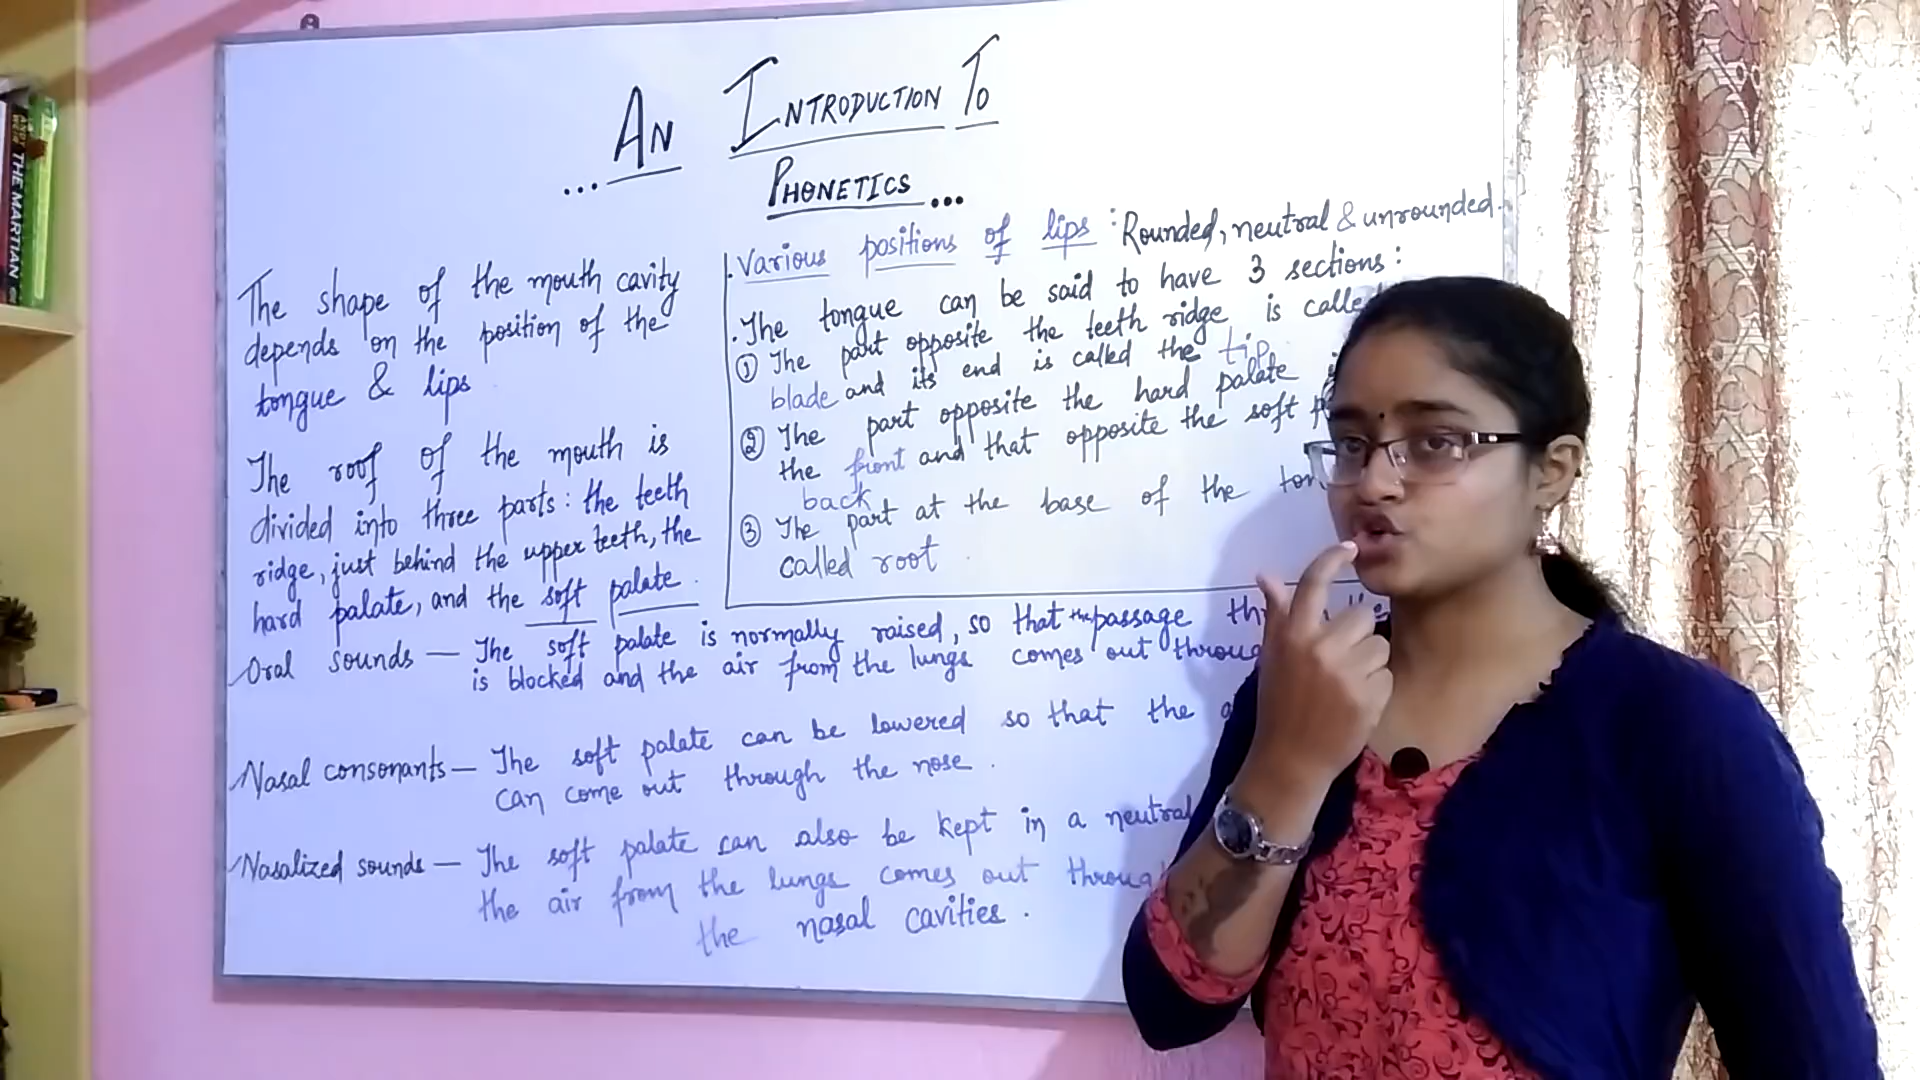 ... AN INTRODUCTION TO
PHONETICS ...
The shape of the mouth cavity
depends on the position of the
tongue & lips
The roof of the mouth is
divided into three parts: the teeth
ridge, just behind the upper teeth, the
hard palate, and the soft palate.
. Various positions of lips : Rounded, neutral & unrounded.
. The tongue can be said to have 3 sections:
① The part opposite the teeth ridge is called
blade and its end is called the tip
② The part opposite the hard palate
the front and that opposite the soft
back
③ The part at the base of the
called root.
Oral sounds — The soft palate is normally raised, so that the passage
is blocked and the air from the lungs comes out
Nasal consonants — The soft palate can be lowered so that the
can come out through the nose.
Nasalized sounds — The soft palate can also be kept in a neutral
the air from the lungs comes out
the nasal cavities.
THE MARTIAN